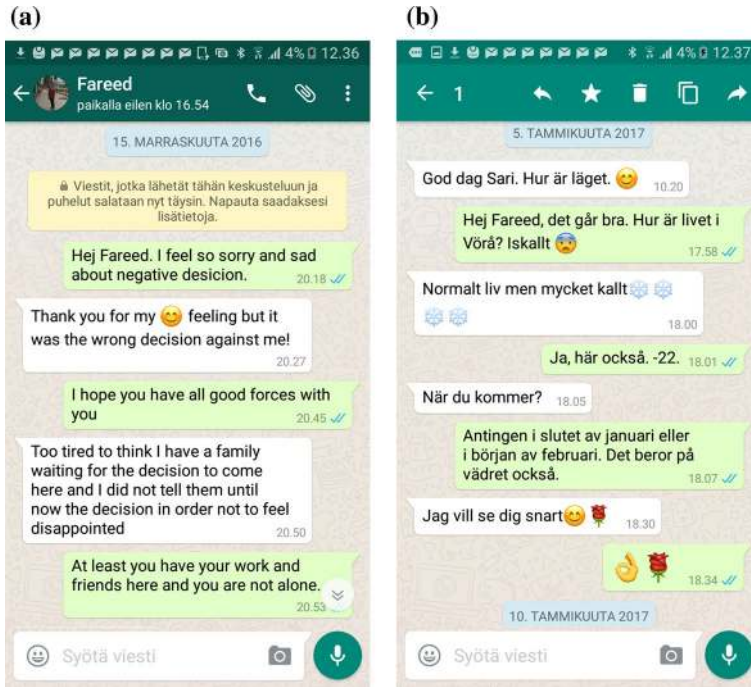 (a)
4% 12.36
Fareed
paikalla eilen klo 16.54
15. MARRASKUUTA 2016
Viestit, jotka lähetät tähän keskusteluun ja
puhelut salataan nyt täysin. Napauta saadaksesi
lisätietoja.
Hej Fareed. I feel so sorry and sad
about negative desicion. 20.18
Thank you for my 😊 feeling but it
was the wrong decision against me!
20.27
I hope you have all good forces with
you 20.45
Too tired to think I have a family
waiting for the decision to come
here and I did not tell them until
now the decision in order not to feel
disappointed 20.50
At least you have your work and
friends here and you are not alone.
20.53
Syötä viesti
(b)
4% 12.37
1
5. TAMMIKUUTA 2017
God dag Sari. Hur är läget. 😊 10.20
Hej Fareed, det går bra. Hur är livet i
Vörå? Iskallt 😨 17.58
Normalt liv men mycket kallt❄️ ❄️
❄️ ❄️ 18.00
Ja, här också. -22. 18.01
När du kommer? 18.05
Antingen i slutet av januari eller
i början av februari. Det beror på
vädret också. 18.07
Jag vill se dig snart😊 🌹 18.30
👌 🌹 18.34
10. TAMMIKUUTA 2017
Syötä viesti